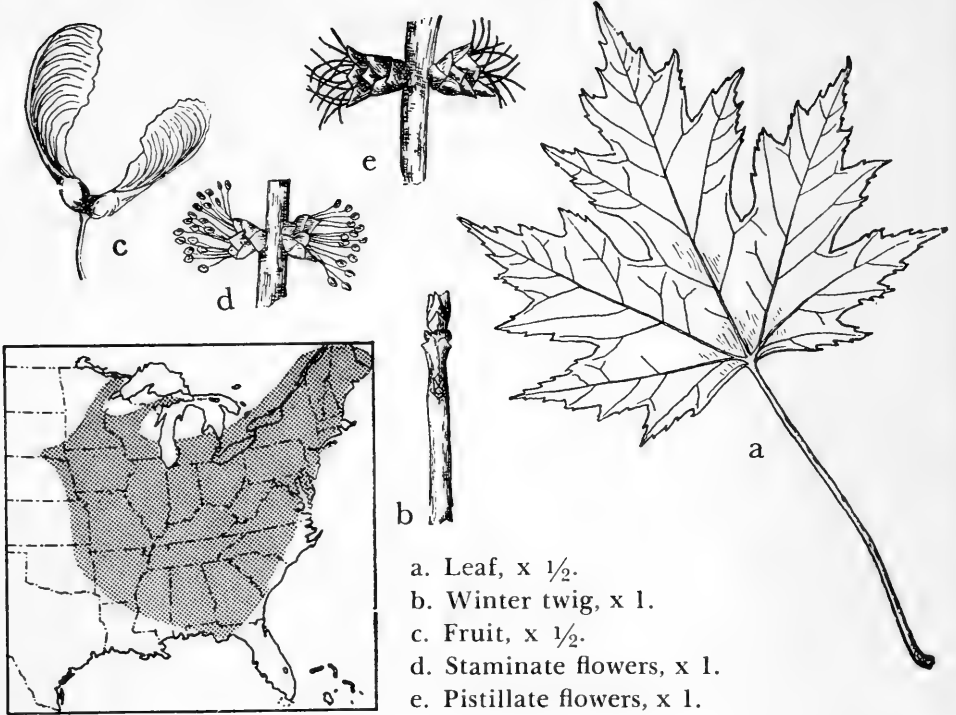 e
c
d
a
b
a. Leaf, x ½.
b. Winter twig, x 1.
c. Fruit, x ½.
d. Staminate flowers, x 1.
e. Pistillate flowers, x 1.